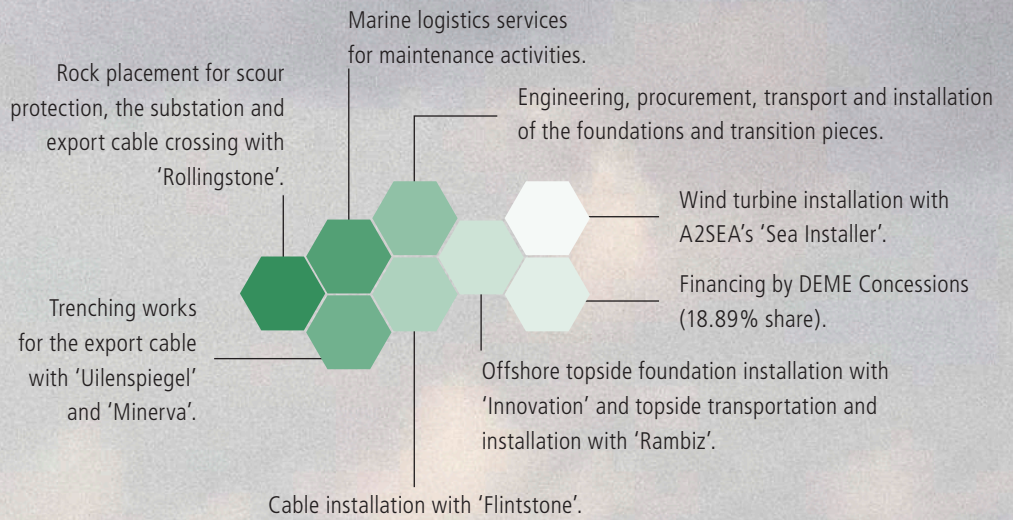 Marine logistics services
for maintenance activities.
Rock placement for scour
protection, the substation and
export cable crossing with
‘Rollingstone’.
Engineering, procurement, transport and installation
of the foundations and transition pieces.
Wind turbine installation with
A2SEA’s ‘Sea Installer’.
Financing by DEME Concessions
(18.89% share).
Trenching works
for the export cable
with ‘Uilenspiegel’
and ‘Minerva’.
Offshore topside foundation installation with
‘Innovation’ and topside transportation and
installation with ‘Rambiz’.
Cable installation with ‘Flintstone’.